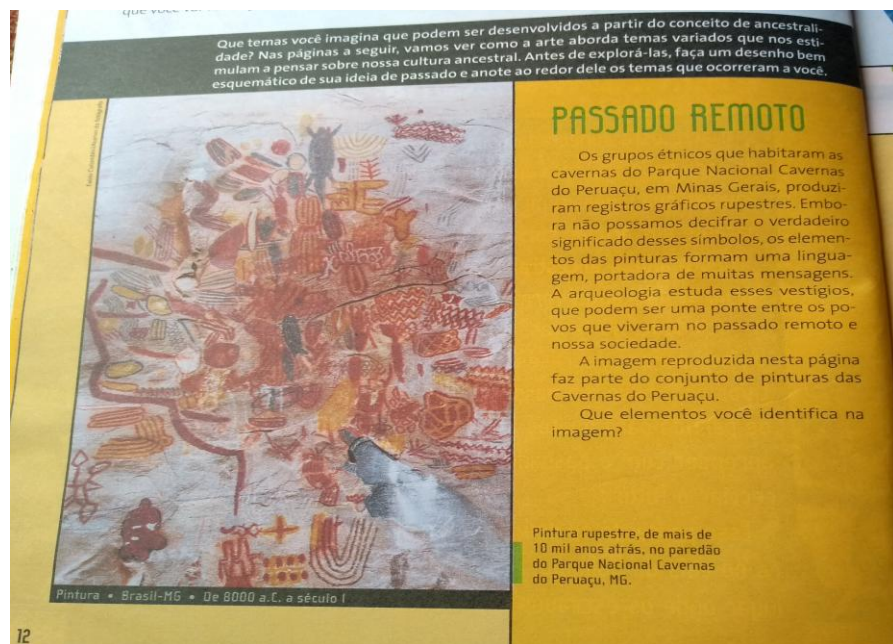 que você
Que temas você imagina que podem ser desenvolvidos a partir do conceito de ancestrali-
dade? Nas páginas a seguir, vamos ver como a arte aborda temas variados que nos esti-
mulam a pensar sobre nossa cultura ancestral. Antes de explorá-las, faça um desenho bem
esquemático de sua ideia de passado e anote ao redor dele os temas que ocorreram a você.
PASSADO REMOTO
Os grupos étnicos que habitaram as
cavernas do Parque Nacional Cavernas
do Peruaçu, em Minas Gerais, produzi-
ram registros gráficos rupestres. Embo-
ra não possamos decifrar o verdadeiro
significado desses símbolos, os elemen-
tos das pinturas formam uma lingua-
gem, portadora de muitas mensagens.
A arqueologia estuda esses vestígios,
que podem ser uma ponte entre os po-
vos que viveram no passado remoto e
nossa sociedade.
A imagem reproduzida nesta página
faz parte do conjunto de pinturas das
Cavernas do Peruaçu.
Que elementos você identifica na
imagem?
Pintura rupestre, de mais de
10 mil anos atrás, no paredão
do Parque Nacional Cavernas
do Peruaçu, MG.
Pintura • Brasil-MG • De 8000 a.C. a século I
12